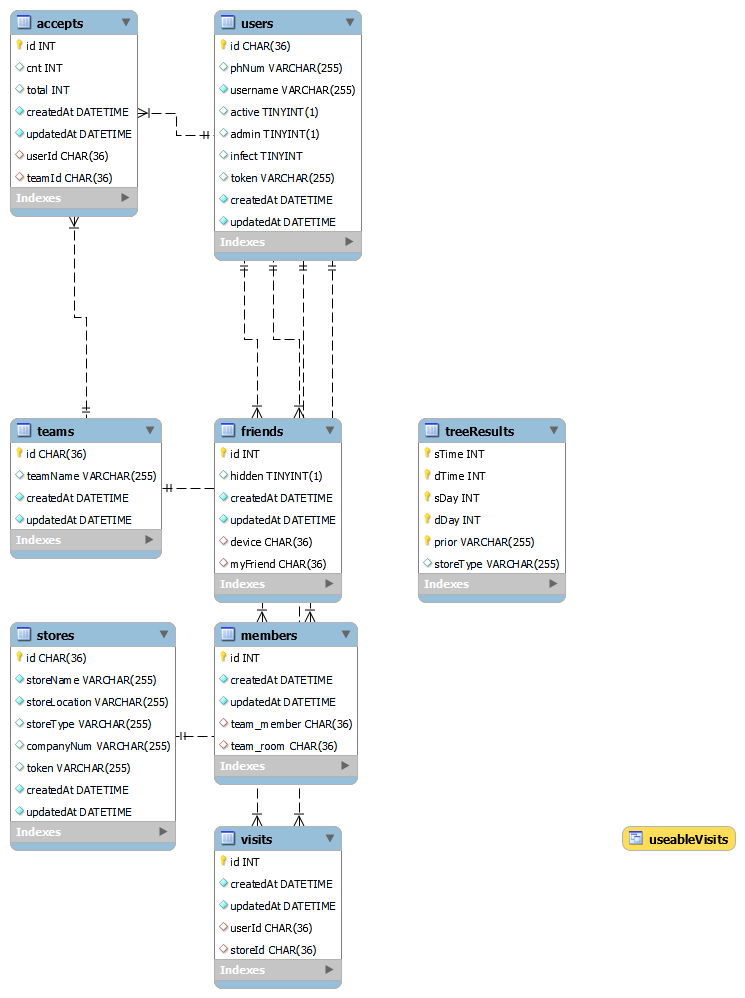 accepts
id INT
cnt INT
total INT
createdAt DATETIME
updatedAt DATETIME
userId CHAR(36)
teamId CHAR(36)
Indexes
users
id CHAR(36)
phNum VARCHAR(255)
username VARCHAR(255)
active TINYINT(1)
admin TINYINT(1)
infect TINYINT
token VARCHAR(255)
createdAt DATETIME
updatedAt DATETIME
Indexes
teams
id CHAR(36)
teamName VARCHAR(255)
createdAt DATETIME
updatedAt DATETIME
Indexes
friends
id INT
hidden TINYINT(1)
createdAt DATETIME
updatedAt DATETIME
device CHAR(36)
myFriend CHAR(36)
Indexes
treeResults
sTime INT
dTime INT
sDay INT
dDay INT
prior VARCHAR(255)
storeType VARCHAR(255)
Indexes
stores
id CHAR(36)
storeName VARCHAR(255)
storeLocation VARCHAR(255)
storeType VARCHAR(255)
companyNum VARCHAR(255)
token VARCHAR(255)
createdAt DATETIME
updatedAt DATETIME
Indexes
members
id INT
createdAt DATETIME
updatedAt DATETIME
team_member CHAR(36)
team_room CHAR(36)
Indexes
visits
id INT
createdAt DATETIME
updatedAt DATETIME
userId CHAR(36)
storeId CHAR(36)
Indexes
useableVisits